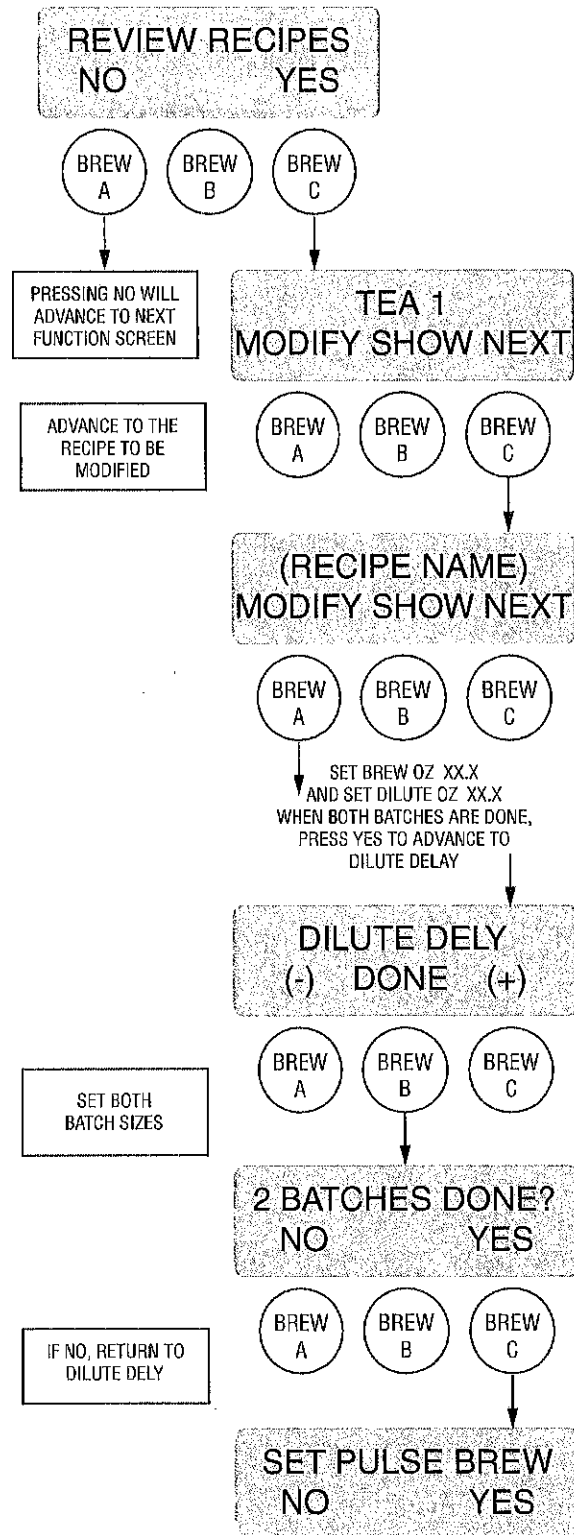 REVIEW RECIPES
NO YES
BREW A
BREW B
BREW C
PRESSING NO WILL
ADVANCE TO NEXT
FUNCTION SCREEN
TEA 1
MODIFY SHOW NEXT
ADVANCE TO THE
RECIPE TO BE
MODIFIED
BREW A
BREW B
BREW C
(RECIPE NAME)
MODIFY SHOW NEXT
BREW A
BREW B
BREW C
SET BREW OZ XX.X
AND SET DILUTE OZ XX.X
WHEN BOTH BATCHES ARE DONE,
PRESS YES TO ADVANCE TO
DILUTE DELAY
DILUTE DELY
(-) DONE (+)
BREW A
BREW B
BREW C
SET BOTH
BATCH SIZES
2 BATCHES DONE?
NO YES
BREW A
BREW B
BREW C
IF NO, RETURN TO
DILUTE DELY
SET PULSE BREW
NO YES